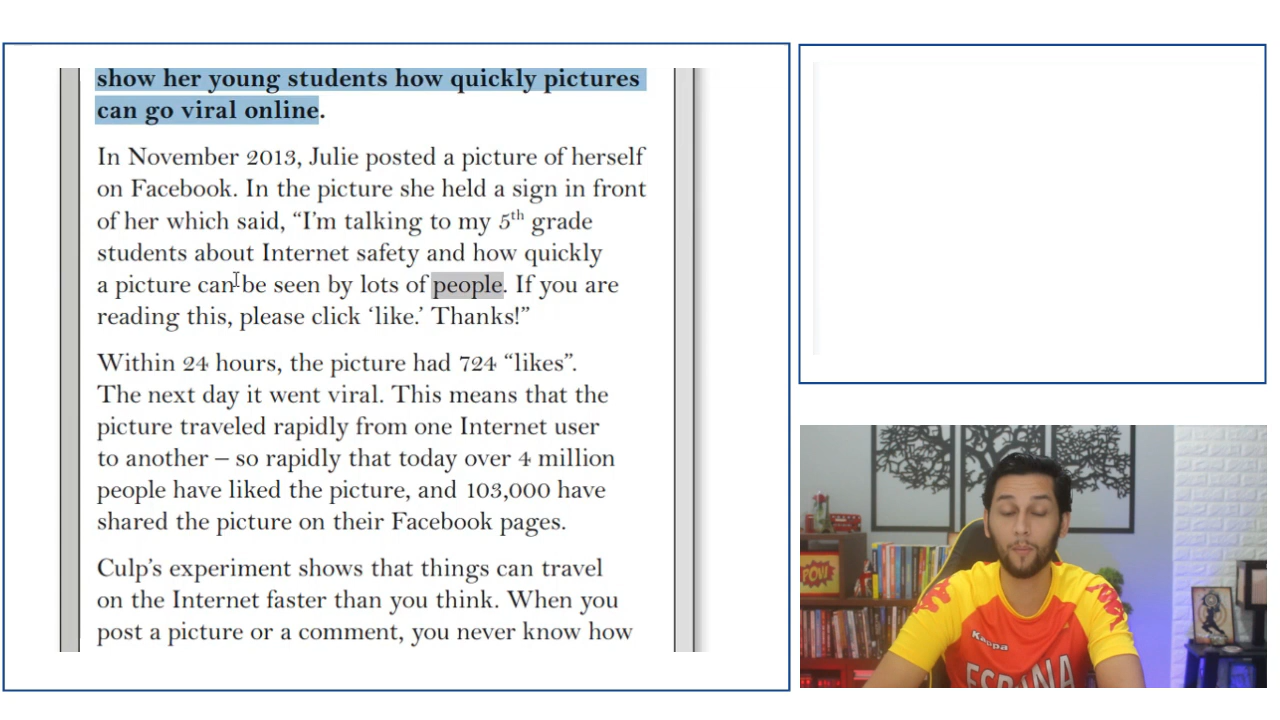 show her young students how quickly pictures
can go viral online.
In November 2013, Julie posted a picture of herself
on Facebook. In the picture she held a sign in front
of her which said, “I’m talking to my 5th grade
students about Internet safety and how quickly
a picture can be seen by lots of people. If you are
reading this, please click ‘like.’ Thanks!”
Within 24 hours, the picture had 724 “likes”.
The next day it went viral. This means that the
picture traveled rapidly from one Internet user
to another – so rapidly that today over 4 million
people have liked the picture, and 103,000 have
shared the picture on their Facebook pages.
Culp’s experiment shows that things can travel
on the Internet faster than you think. When you
post a picture or a comment, you never know how
POW!
Kappa
ESPAÑA